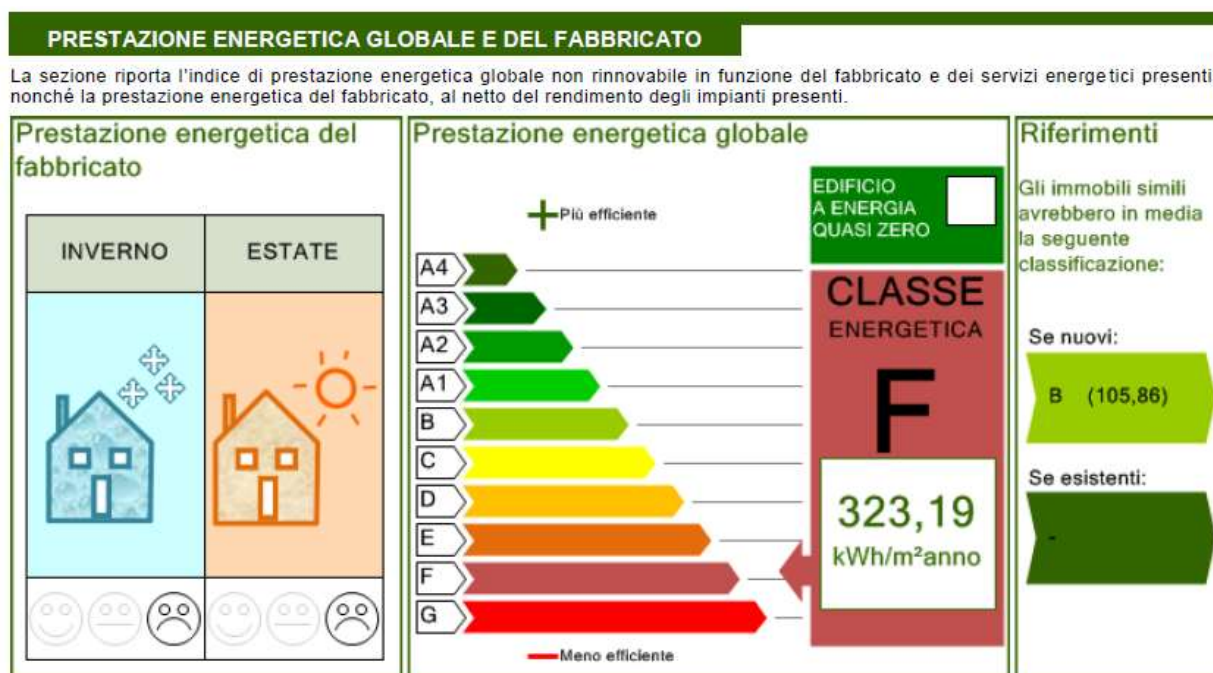 PRESTAZIONE ENERGETICA GLOBALE E DEL FABBRICATO
La sezione riporta l'indice di prestazione energetica globale non rinnovabile in funzione del fabbricato e dei servizi energetici presenti,
nonché la prestazione energetica del fabbricato, al netto del rendimento degli impianti presenti.
Prestazione energetica del
fabbricato
INVERNO
ESTATE
Prestazione energetica globale
Più efficiente
A4
A3
A2
A1
B
C
D
E
F
G
Meno efficiente
EDIFICIO
A ENERGIA
QUASI ZERO
CLASSE
ENERGETICA
F
323,19
kWh/m²anno
Riferimenti
Gli immobili simili
avrebbero in media
la seguente
classificazione:
Se nuovi:
B (105,86)
Se esistenti:
-